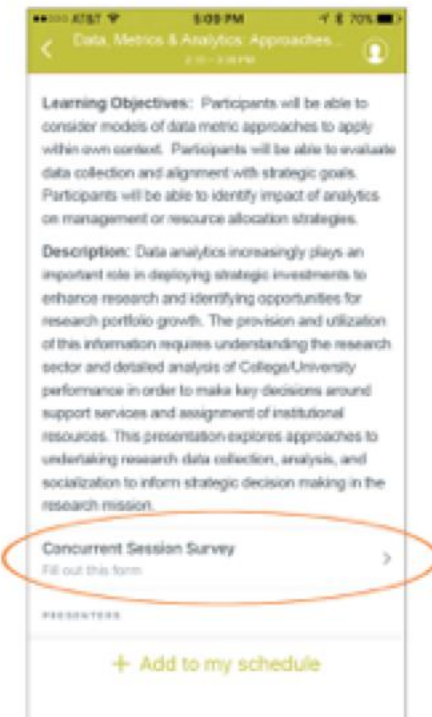 AT&T 5:09 PM 70%
Data, Metrics & Analytics: Approaches...
Learning Objectives: Participants will be able to
consider models of data metric approaches to apply
within own context. Participants will be able to evaluate
data collection and alignment with strategic goals.
Participants will be able to identify impact of analytics
on management or resource allocation strategies.
Description: Data analytics increasingly plays an
important role in deploying strategic investments to
enhance research and identifying opportunities for
research portfolio growth. The provision and utilization
of this information requires understanding the research
sector and detailed analysis of College/University
performance in order to make key decisions around
support services and assignment of institutional
resources. This presentation explores approaches to
undertaking research data collection, analysis, and
socialization to inform strategic decision making in the
research mission.
Concurrent Session Survey
Fill out this form
PRESENTERS
+ Add to my schedule